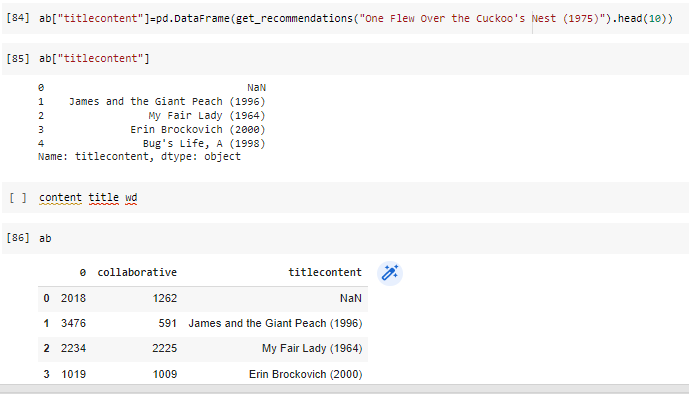 [84] ab["titlecontent"]=pd.DataFrame(get_recommendations("One Flew Over the Cuckoo's Nest (1975)").head(10))
[85] ab["titlecontent"]
0 NaN
1 James and the Giant Peach (1996)
2 My Fair Lady (1964)
3 Erin Brockovich (2000)
4 Bug's Life, A (1998)
Name: titlecontent, dtype: object
[ ] content title wd
[86] ab
0 collaborative titlecontent
0 2018 1262 NaN
1 3476 591 James and the Giant Peach (1996)
2 2234 2225 My Fair Lady (1964)
3 1019 1009 Erin Brockovich (2000)